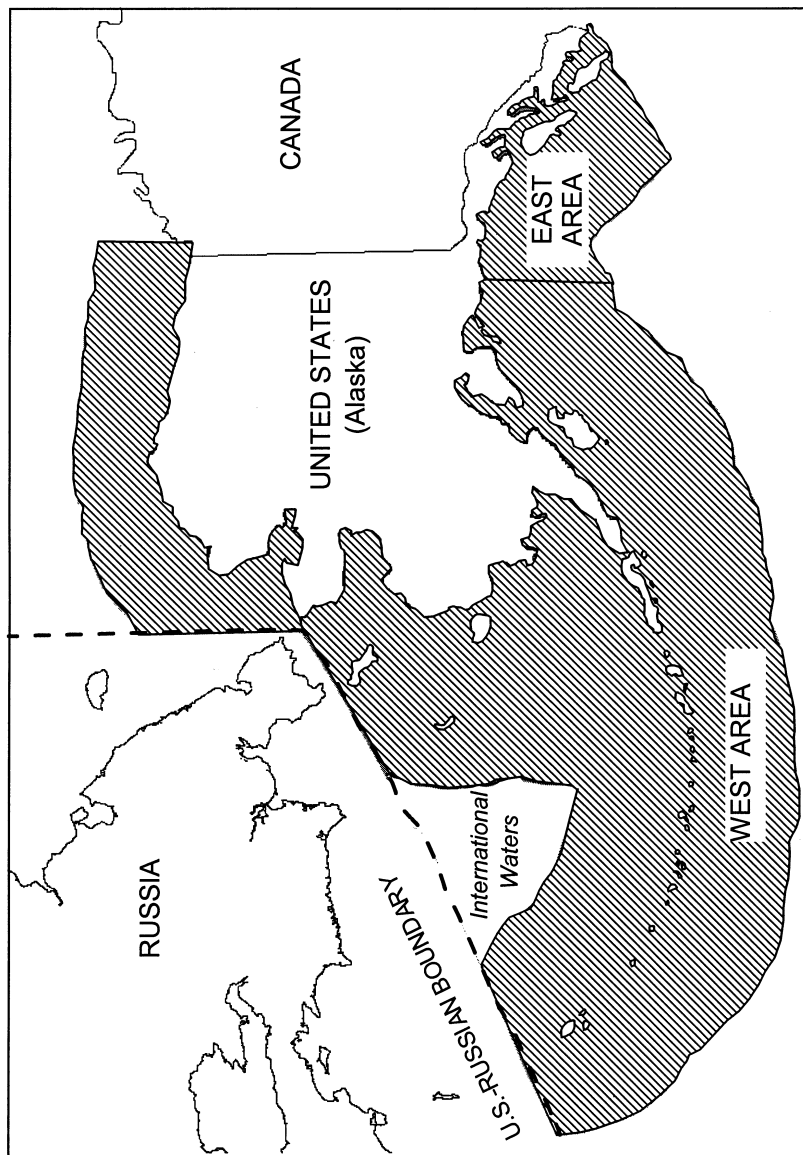 RUSSIA
CANADA
UNITED STATES
(Alaska)
U.S.-RUSSIAN BOUNDARY
International
Waters
EAST
AREA
WEST AREA